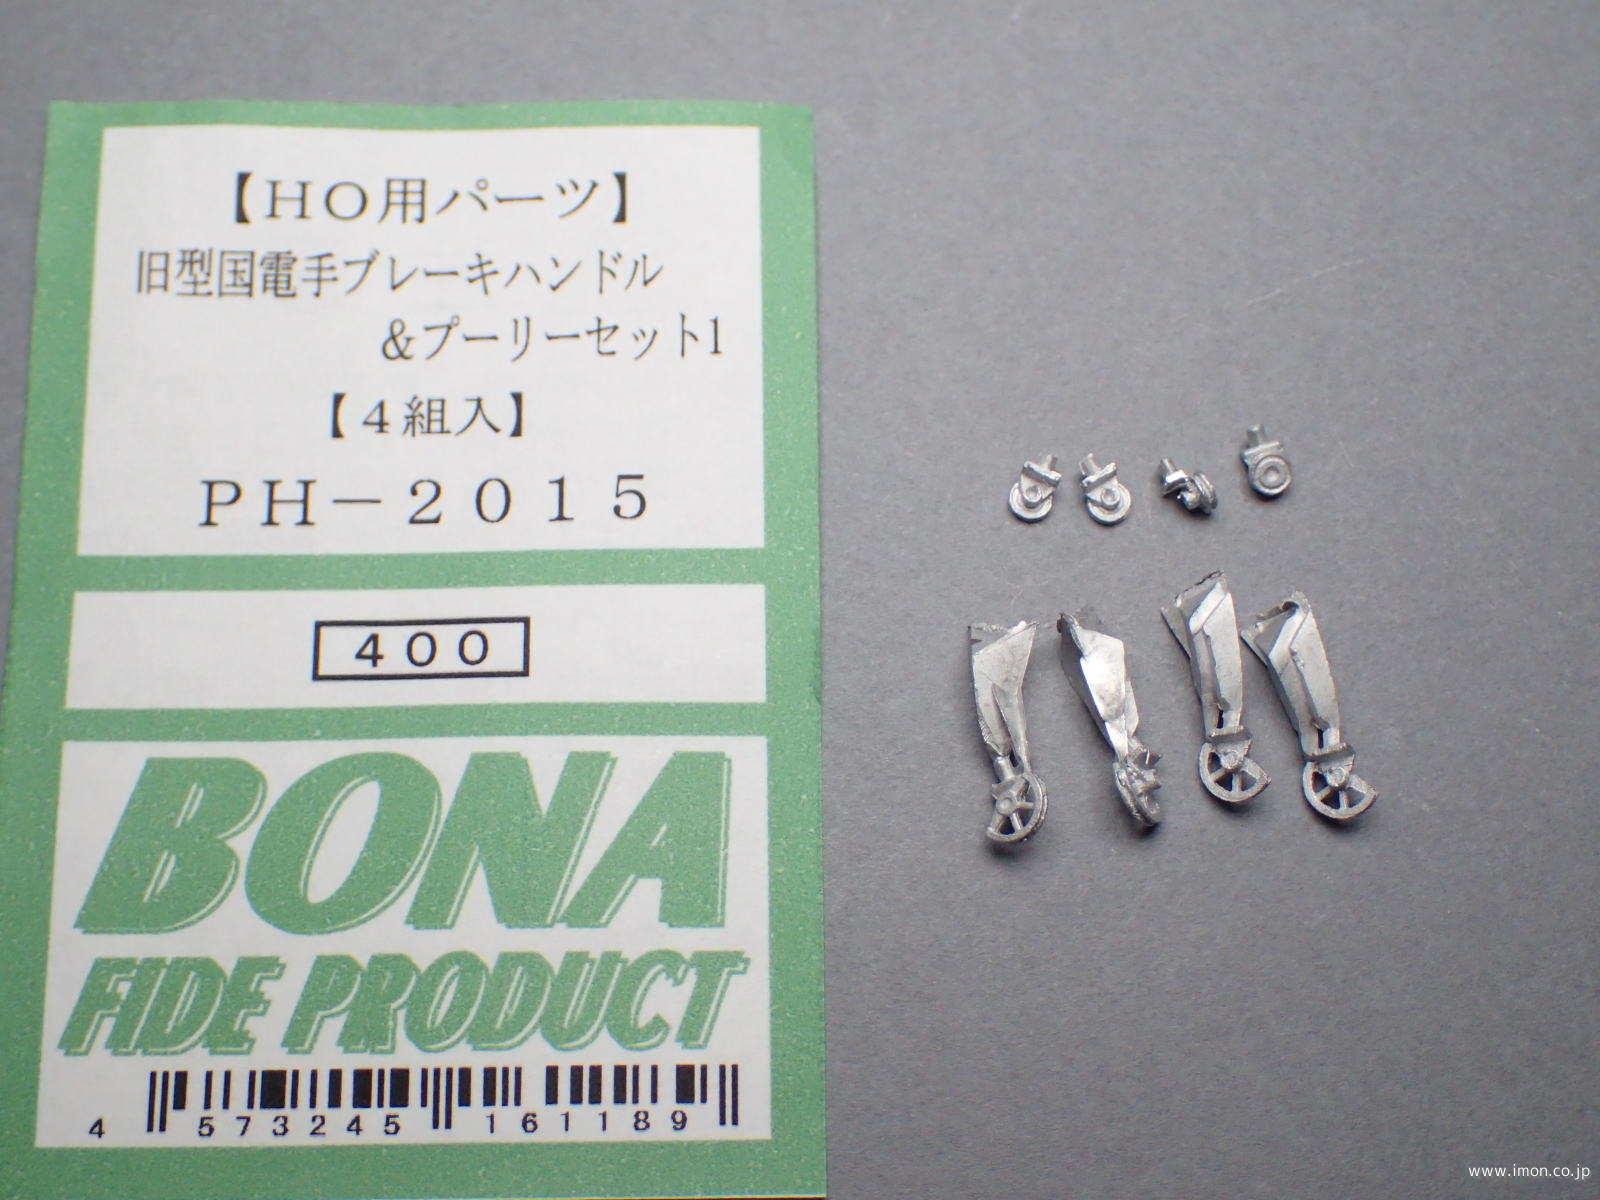 【HO用パーツ】
旧型国電手ブレーキハンドル
&プーリーセット1
【4組入】
PH-2015
400
BONA
FIDE PRODUCT
4 573245 161189
www.imon.co.jp